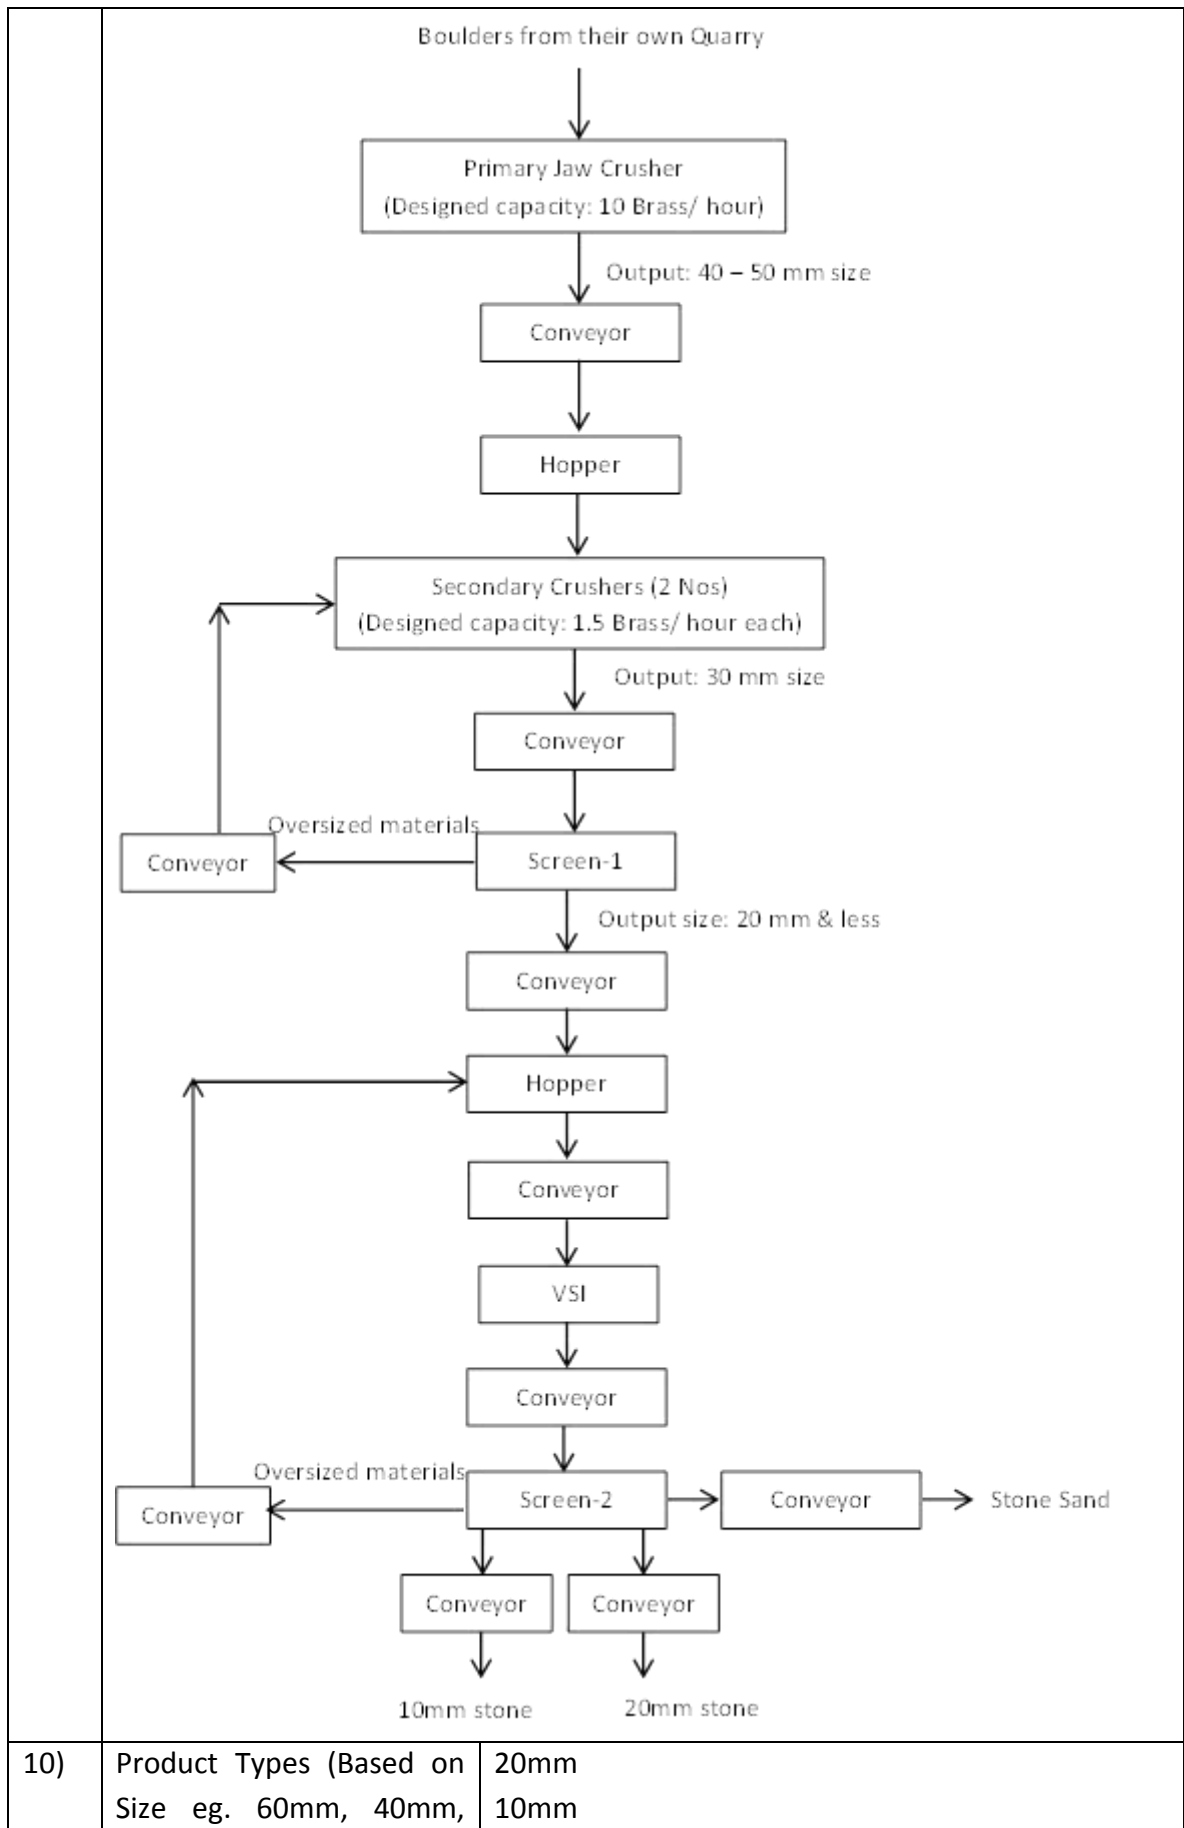 Boulders from their own Quarry
Primary Jaw Crusher
(Designed capacity: 10 Brass/ hour)
Output: 40 – 50 mm size
Conveyor
Hopper
Secondary Crushers (2 Nos)
(Designed capacity: 1.5 Brass/ hour each)
Output: 30 mm size
Conveyor
Oversized materials
Conveyor
Screen-1
Output size: 20 mm & less
Conveyor
Hopper
Conveyor
VSI
Conveyor
Oversized materials
Conveyor
Screen-2
Conveyor
Stone Sand
Conveyor
Conveyor
10mm stone
20mm stone
10)
Product Types (Based on
Size eg. 60mm, 40mm,
20mm
10mm